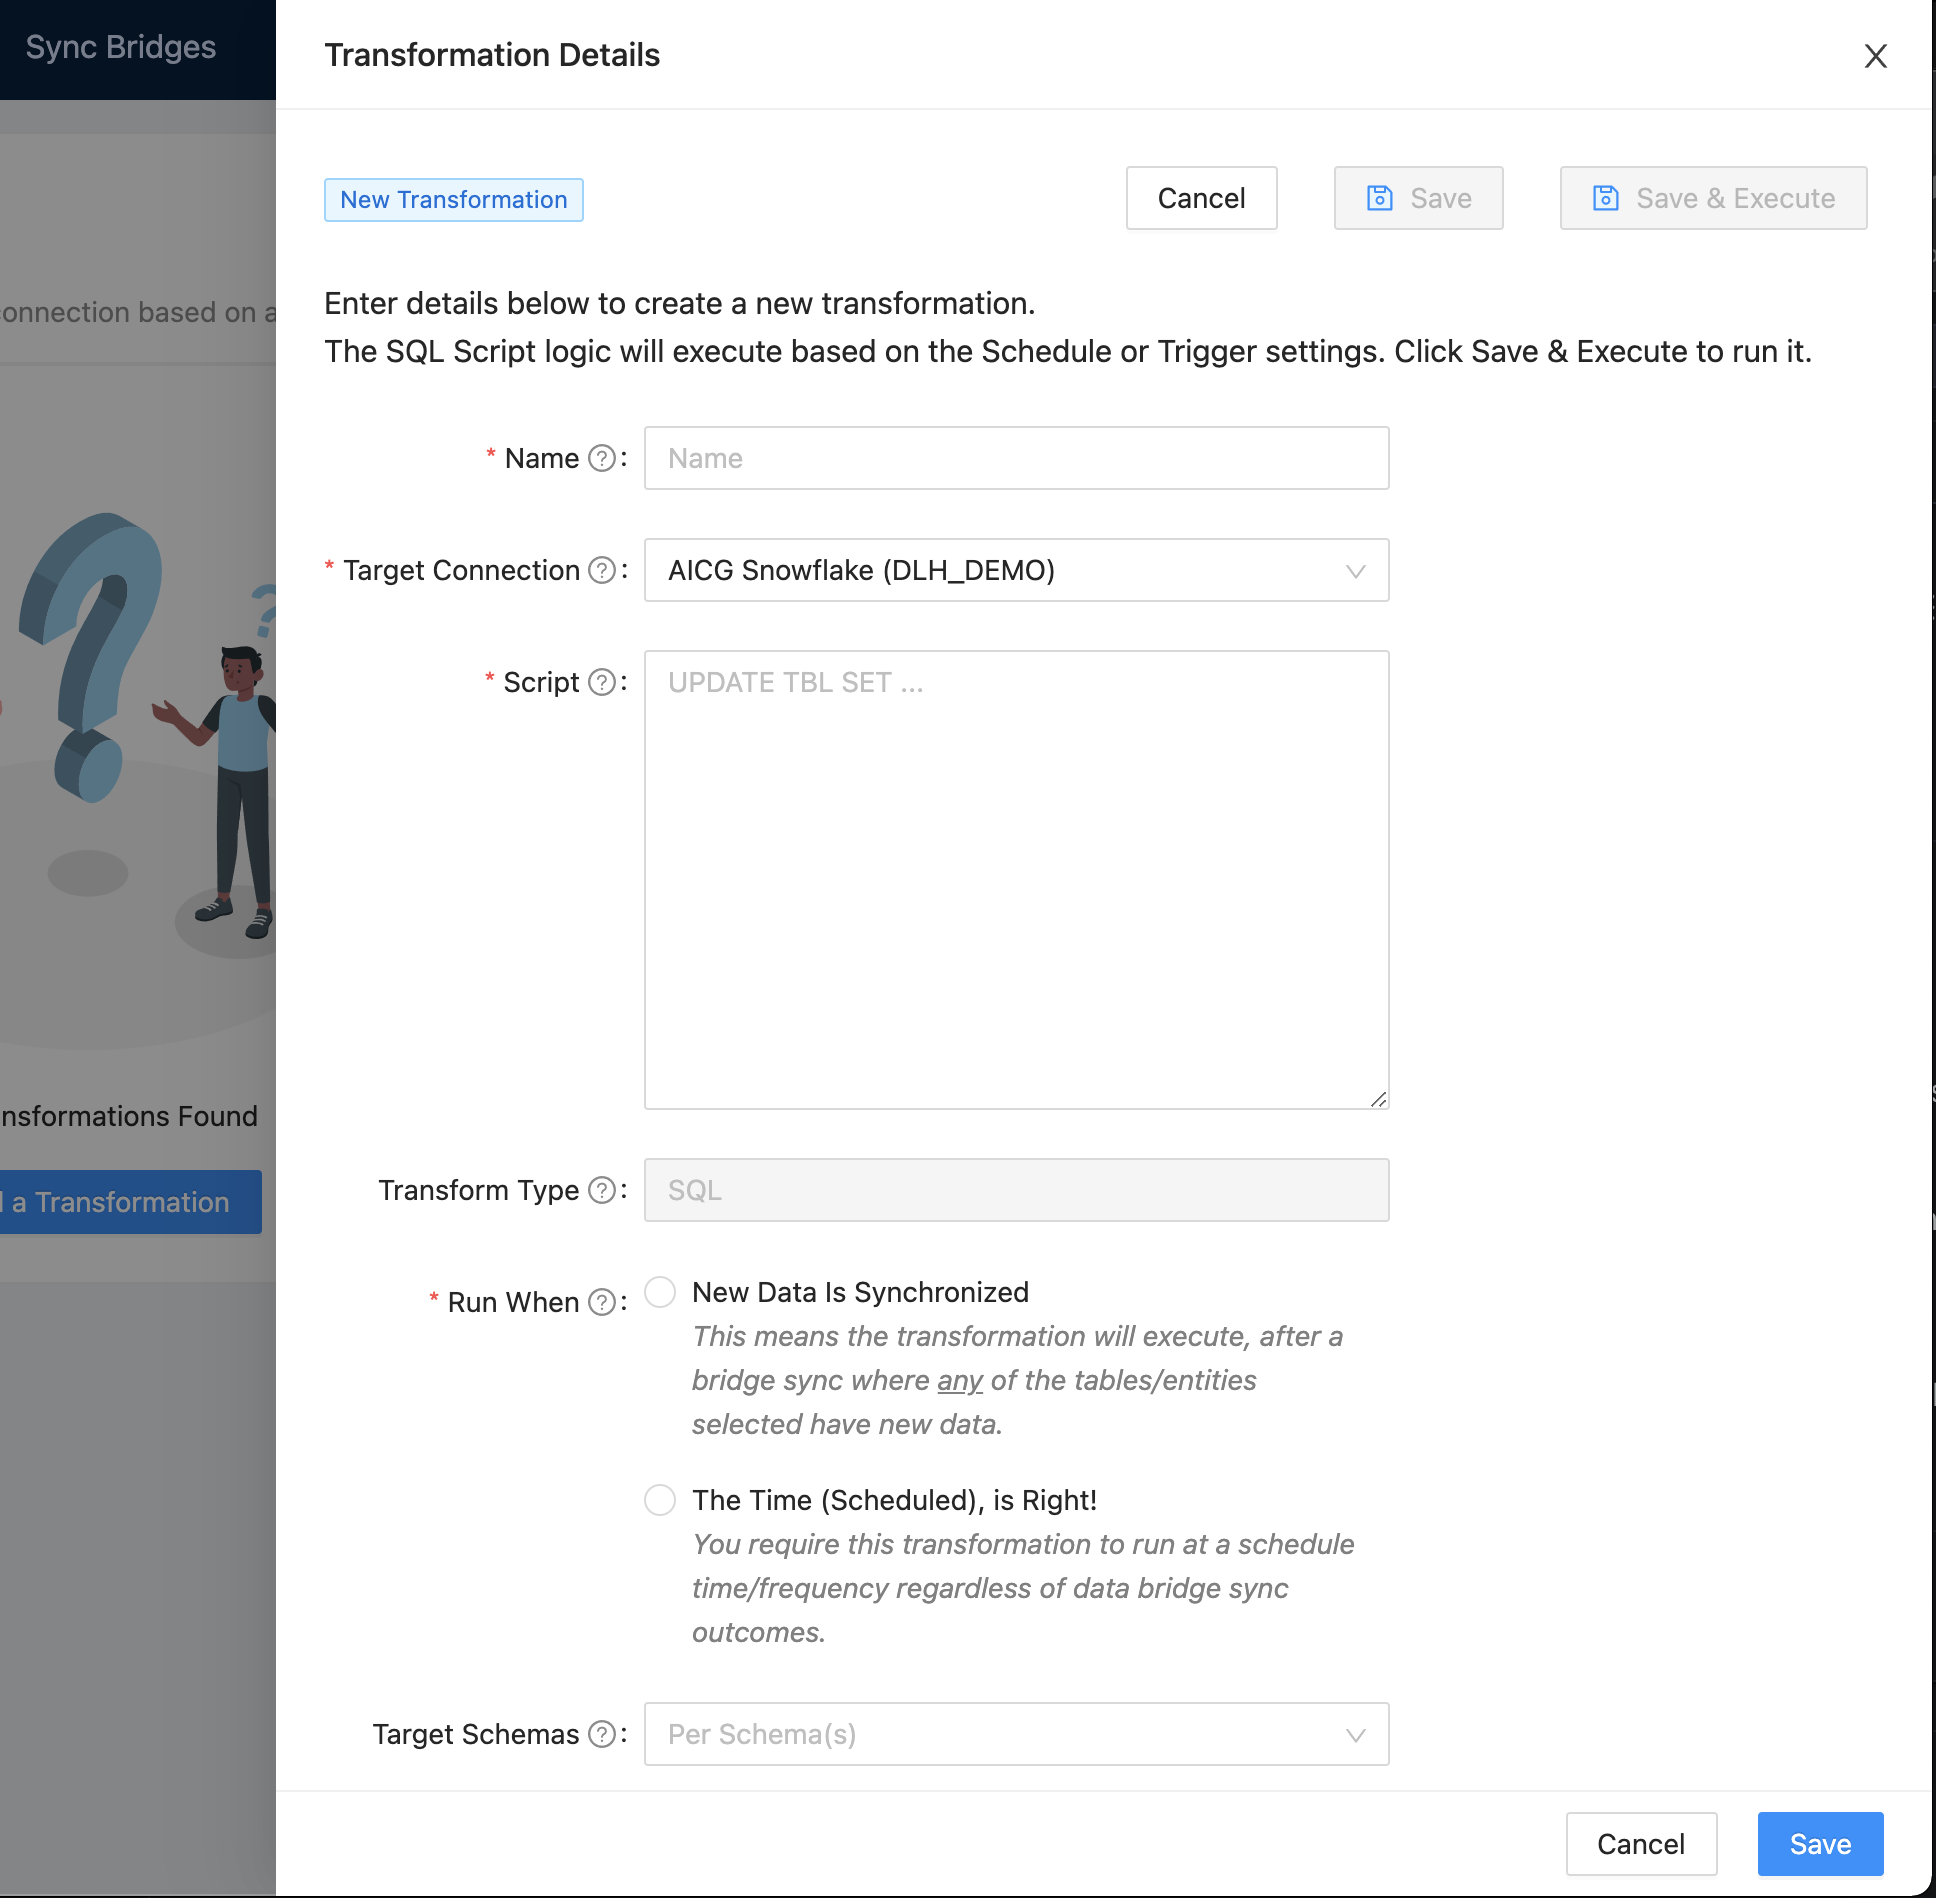 Sync Bridges
Transformation Details
New Transformation
Cancel
Save
Save & Execute
onnection based on a
Enter details below to create a new transformation.
The SQL Script logic will execute based on the Schedule or Trigger settings. Click Save & Execute to run it.
* Name ? :
Name
* Target Connection ? :
AICG Snowflake (DLH_DEMO)
* Script ? :
UPDATE TBL SET ...
nsformations Found
a Transformation
Transform Type ? :
SQL
* Run When ? :
New Data Is Synchronized
This means the transformation will execute, after a
bridge sync where any of the tables/entities
selected have new data.
The Time (Scheduled), is Right!
You require this transformation to run at a schedule
time/frequency regardless of data bridge sync
outcomes.
Target Schemas ? :
Per Schema(s)
Cancel
Save